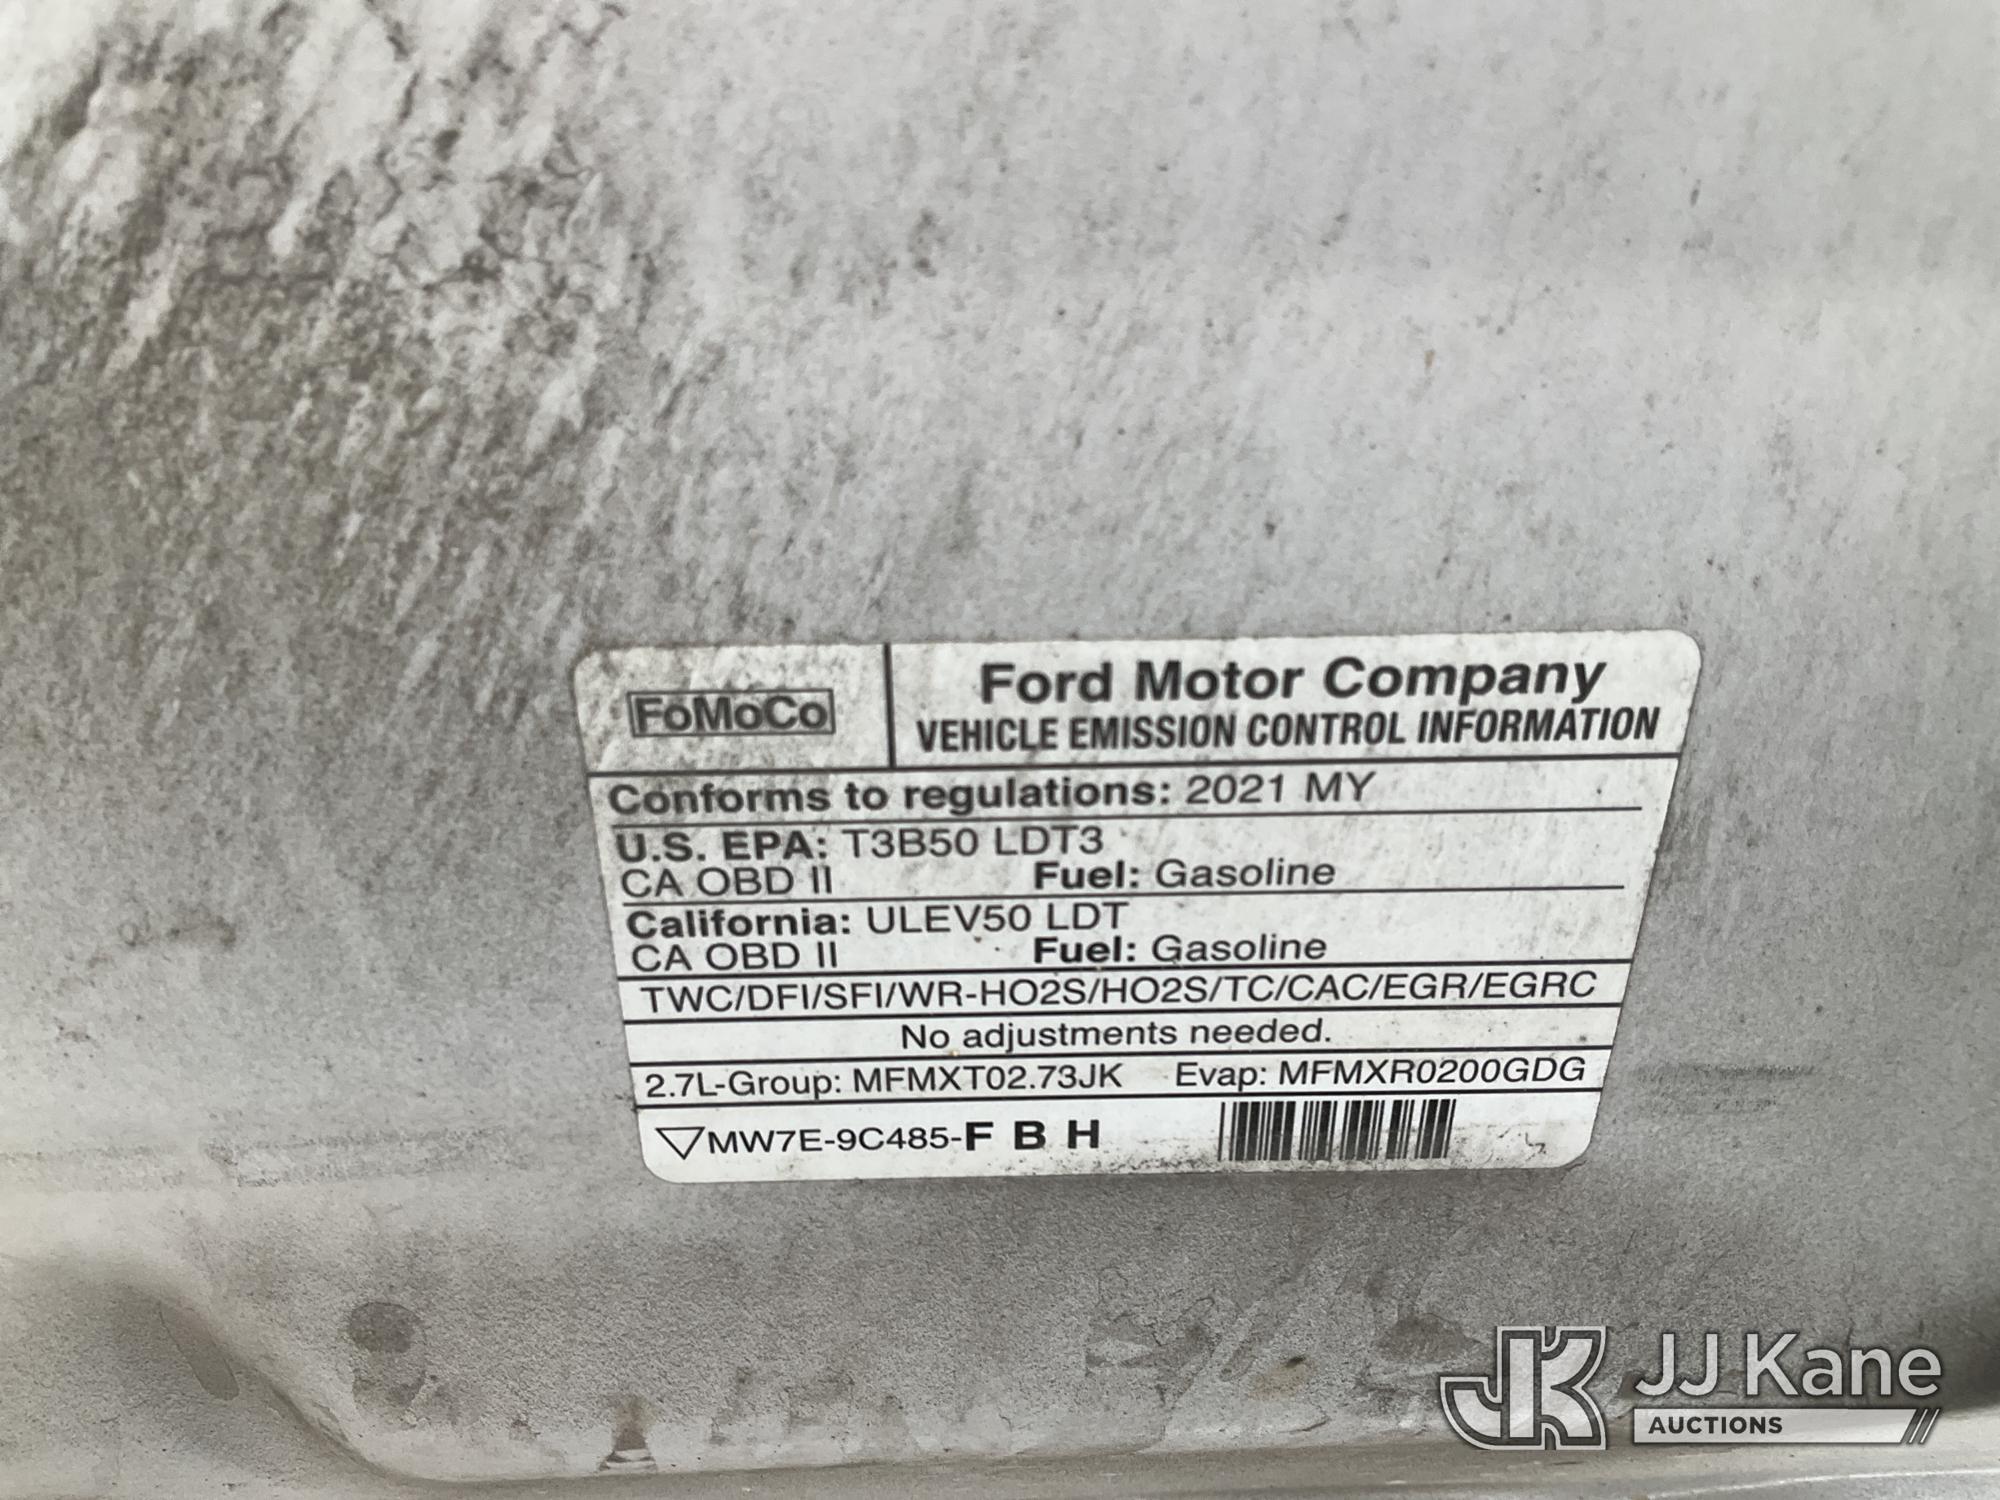 FoMoCo
Ford Motor Company
VEHICLE EMISSION CONTROL INFORMATION
Conforms to regulations: 2021 MY
U.S. EPA: T3B50 LDT3
CA OBD II Fuel: Gasoline
California: ULEV50 LDT
CA OBD II Fuel: Gasoline
TWC/DFI/SFI/WR-HO2S/HO2S/TC/CAC/EGR/EGRC
No adjustments needed.
2.7L-Group: MFMXT02.73JK Evap: MFMXR0200GDG
MW7E-9C485-F B H
JK JJ Kane
AUCTIONS